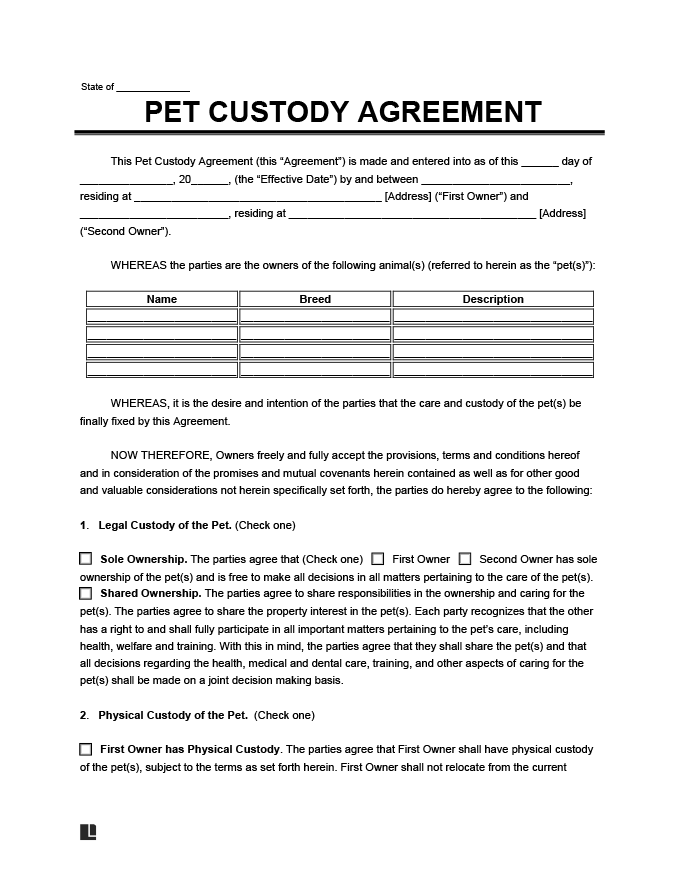 State of ______________
PET CUSTODY AGREEMENT
This Pet Custody Agreement (this “Agreement”) is made and entered into as of this ______ day of
_______________, 20______, (the “Effective Date”) by and between ________________________,
residing at ________________________________________ [Address] (“First Owner”) and
________________________, residing at ________________________________________ [Address]
(“Second Owner”).
WHEREAS the parties are the owners of the following animal(s) (referred to herein as the “pet(s)”):
Name Breed Description
WHEREAS, it is the desire and intention of the parties that the care and custody of the pet(s) be
finally fixed by this Agreement.
NOW THEREFORE, Owners freely and fully accept the provisions, terms and conditions hereof
and in consideration of the promises and mutual covenants herein contained as well as for other good
and valuable considerations not herein specifically set forth, the parties do hereby agree to the following:
1. Legal Custody of the Pet. (Check one)
☐ Sole Ownership. The parties agree that (Check one) ☐ First Owner ☐ Second Owner has sole
ownership of the pet(s) and is free to make all decisions in all matters pertaining to the care of the pet(s).
☐ Shared Ownership. The parties agree to share responsibilities in the ownership and caring for the
pet(s). The parties agree to share the property interest in the pet(s). Each party recognizes that the other
has a right to and shall fully participate in all important matters pertaining to the pet’s care, including
health, welfare and training. With this in mind, the parties agree that they shall share the pet(s) and that
all decisions regarding the health, medical and dental care, training, and other aspects of caring for the
pet(s) shall be made on a joint decision making basis.
2. Physical Custody of the Pet. (Check one)
☐ First Owner has Physical Custody. The parties agree that First Owner shall have physical custody
of the pet(s), subject to the terms as set forth herein. First Owner shall not relocate from the current